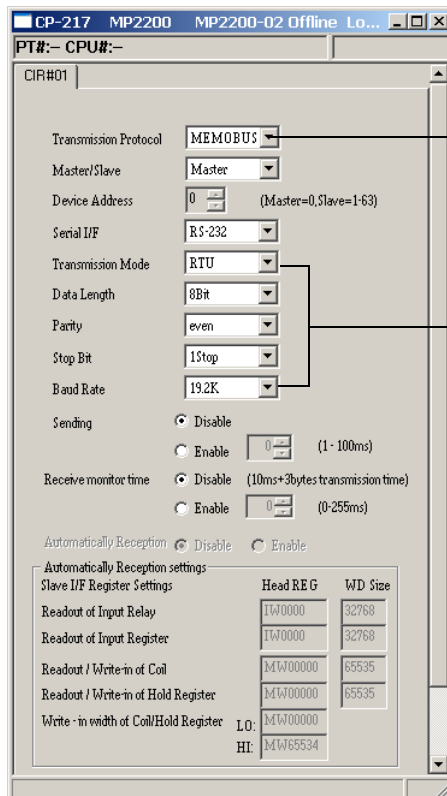 CP-217 MP2200 MP2200-02 Offline Lo...
PT#:– CPU#:–
CIR#01
Transmission Protocol MEMOBUS
Master/Slave Master
Device Address 0 (Master=0,Slave=1-63)
Serial I/F RS-232
Transmission Mode RTU
Data Length 8Bit
Parity even
Stop Bit 1Stop
Baud Rate 19.2K
Sending Disable
Enable 0 (1 - 100ms)
Receive monitor time Disable (10ms+3bytes transmission time)
Enable 0 (0-255ms)
Automatically Reception Disable Enable
Automatically Reception settings
Slave I/F Register Settings Head REG WD Size
Readout of Input Relay IW0000 32768
Readout of Input Register IW0000 32768
Readout / Write-in of Coil MW00000 65535
Readout / Write-in of Hold Register MW00000 65535
Write - in width of Coil/Hold Register LO: MW00000
HI: MW65534